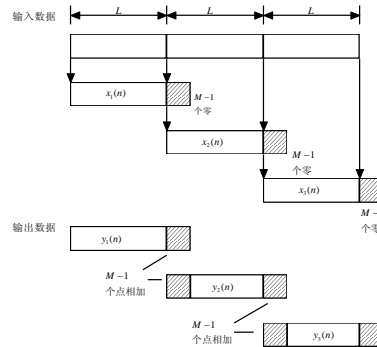 输入数据
L L L
x₁(n)
M－1
个零
x₂(n)
M－1
个零
x₃(n)
M－
个零
输出数据
y₁(n)
M－1
个点相加
y₂(n)
M－1
个点相加
y₃(n)